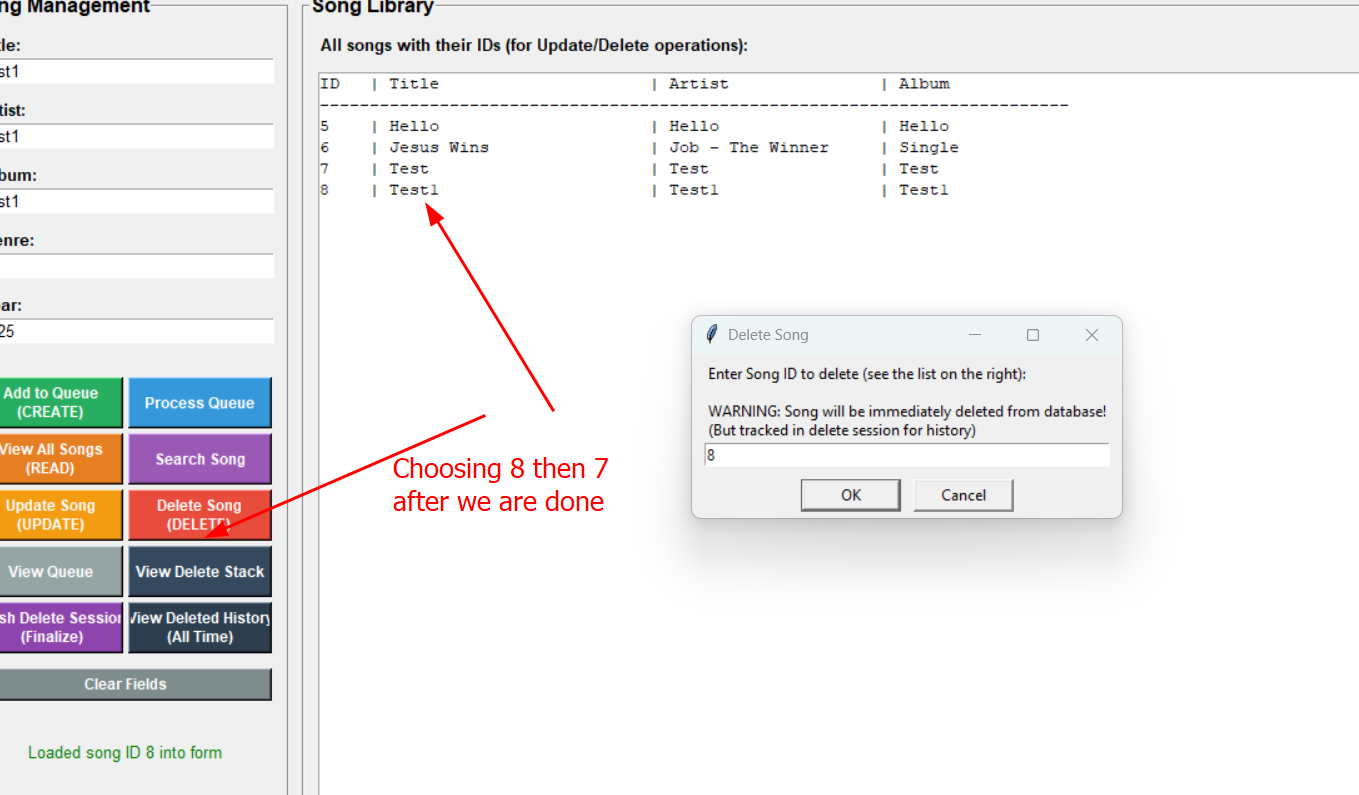 ng Management
Song Library
tle:
st1
tist:
st1
bum:
st1
enre:
ar:
25
Add to Queue
(CREATE)
Process Queue
View All Songs
(READ)
Search Song
Update Song
(UPDATE)
Delete Song
(DELETE)
View Queue
View Delete Stack
sh Delete Session
(Finalize)
View Deleted History
(All Time)
Clear Fields
Loaded song ID 8 into form
All songs with their IDs (for Update/Delete operations):
ID | Title | Artist | Album
---------------------------------------------------------------------------
5 | Hello | Hello | Hello
6 | Jesus Wins | Job - The Winner | Single
7 | Test | Test | Test
8 | Test1 | Test1 | Test1
Choosing 8 then 7
after we are done
Delete Song
Enter Song ID to delete (see the list on the right):
WARNING: Song will be immediately deleted from database!
(But tracked in delete session for history)
8
OK
Cancel